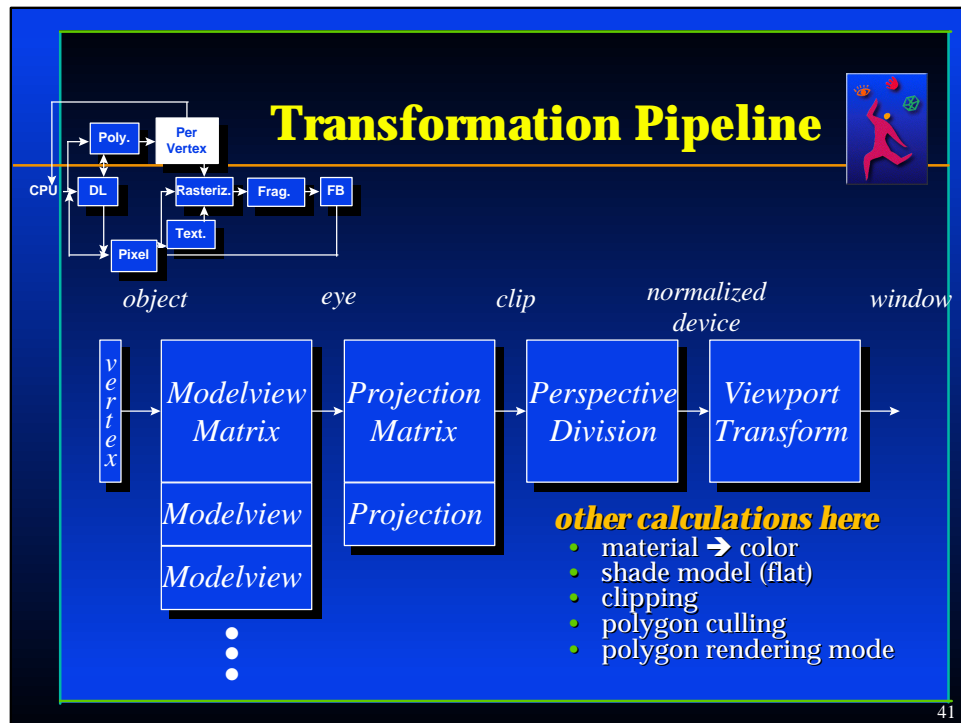 Transformation Pipeline
Poly.
Per
Vertex
CPU
DL
Rasteriz.
Frag.
FB
Text.
Pixel
object
eye
clip
normalized
device
window
vertex
Modelview
Matrix
Projection
Matrix
Perspective
Division
Viewport
Transform
Modelview
Projection
Modelview
other calculations here
• material ➔ color
• shade model (flat)
• clipping
• polygon culling
• polygon rendering mode
41